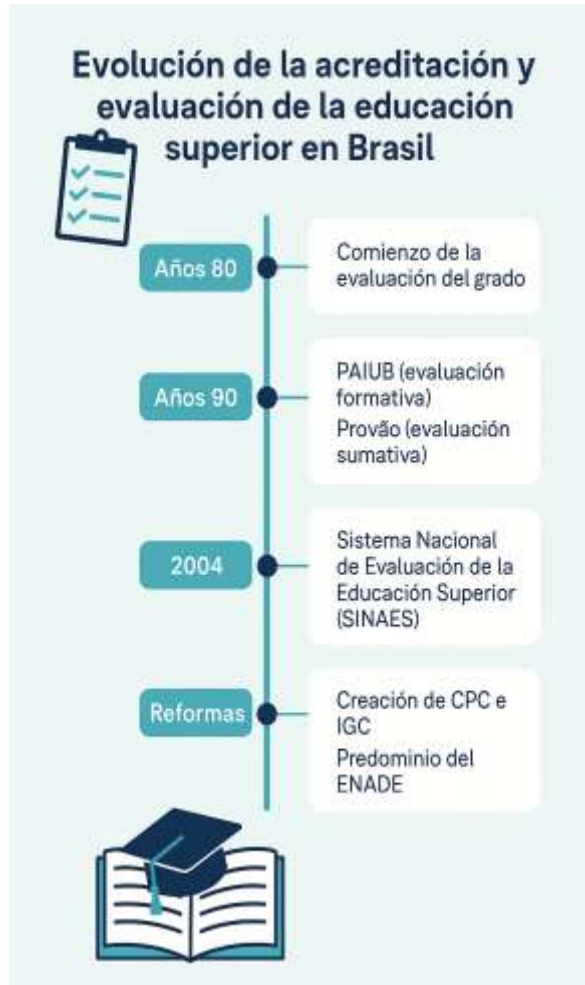 Evolución de la acreditación y
evaluación de la educación
superior en Brasil
Años 80
Comienzo de la
evaluación del grado
Años 90
PAIUB (evaluación
formativa)
Provão (evaluación
sumativa)
2004
Sistema Nacional
de Evaluación de la
Educación Superior
(SINAES)
Reformas
Creación de CPC e
IGC
Predominio del
ENADE